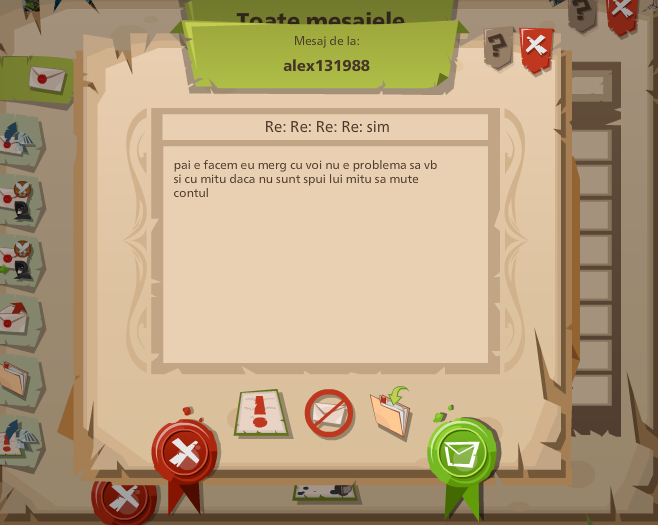 Toate mesajele
Mesaj de la:
alex131988
Re: Re: Re: Re: sim
pai e facem eu merg cu voi nu e problema sa vb
si cu mitu daca nu sunt spui lui mitu sa mute
contul